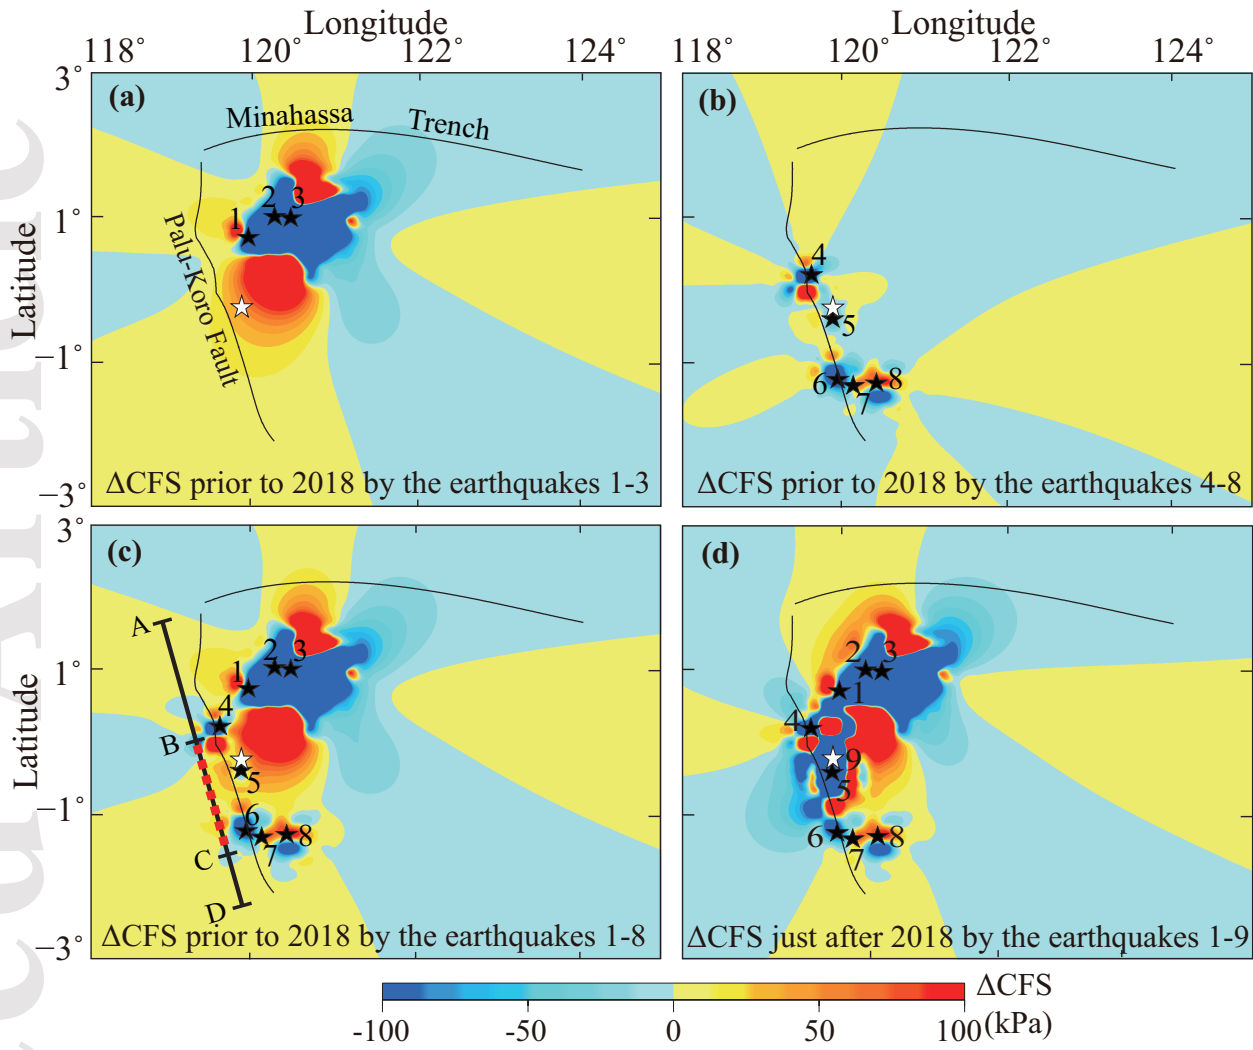 Longitude
Longitude
118° 120° 122° 124°
118° 120° 122° 124°
3°
1°
−1°
−3°
Latitude
(a)
Minahassa Trench
Palu-Koro Fault
1
2
3
ΔCFS prior to 2018 by the earthquakes 1-3
(b)
4
5
6
7
8
ΔCFS prior to 2018 by the earthquakes 4-8
3°
1°
−1°
−3°
Latitude
(c)
A
B
C
D
1
2
3
4
5
6
7
8
ΔCFS prior to 2018 by the earthquakes 1-8
(d)
1
2
3
4
9
5
6
7
8
ΔCFS just after 2018 by the earthquakes 1-9
-100 -50 0 50 100
ΔCFS
(kPa)